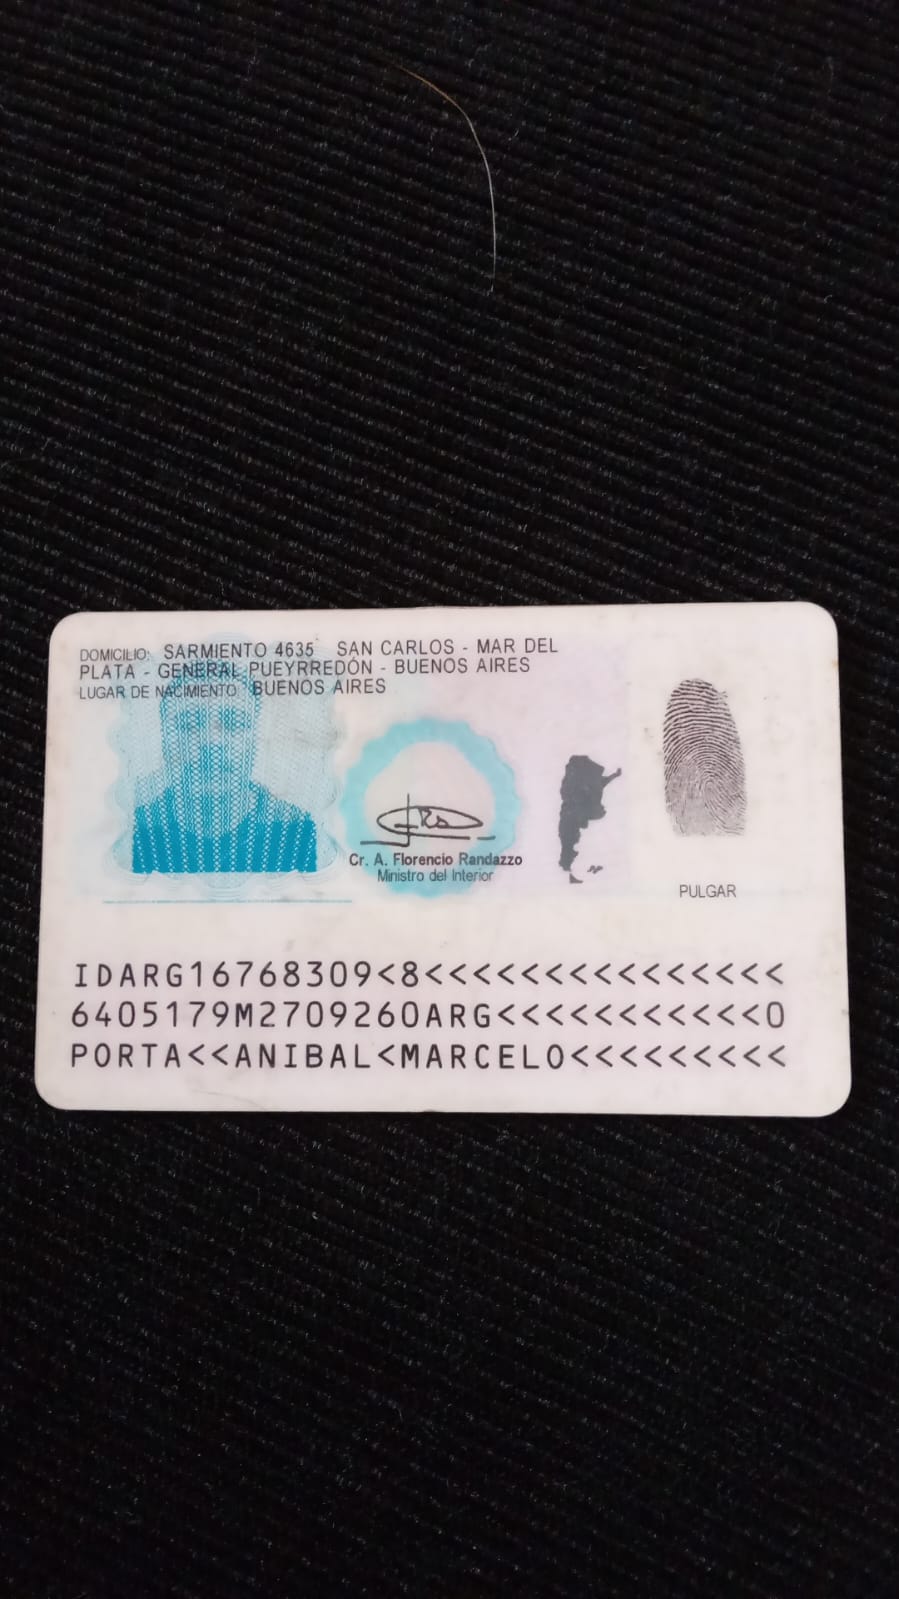 DOMICILIO: SARMIENTO 4635 SAN CARLOS - MAR DEL
PLATA - GENERAL PUEYRREDÓN - BUENOS AIRES
LUGAR DE NACIMIENTO: BUENOS AIRES
Cr. A. Florencio Randazzo
Ministro del Interior
PULGAR
IDARG16768309<8<<<<<<<<<<<<<<<
6405179M2709260ARG<<<<<<<<<<<0
PORTA<<ANIBAL<MARCELO<<<<<<<<<